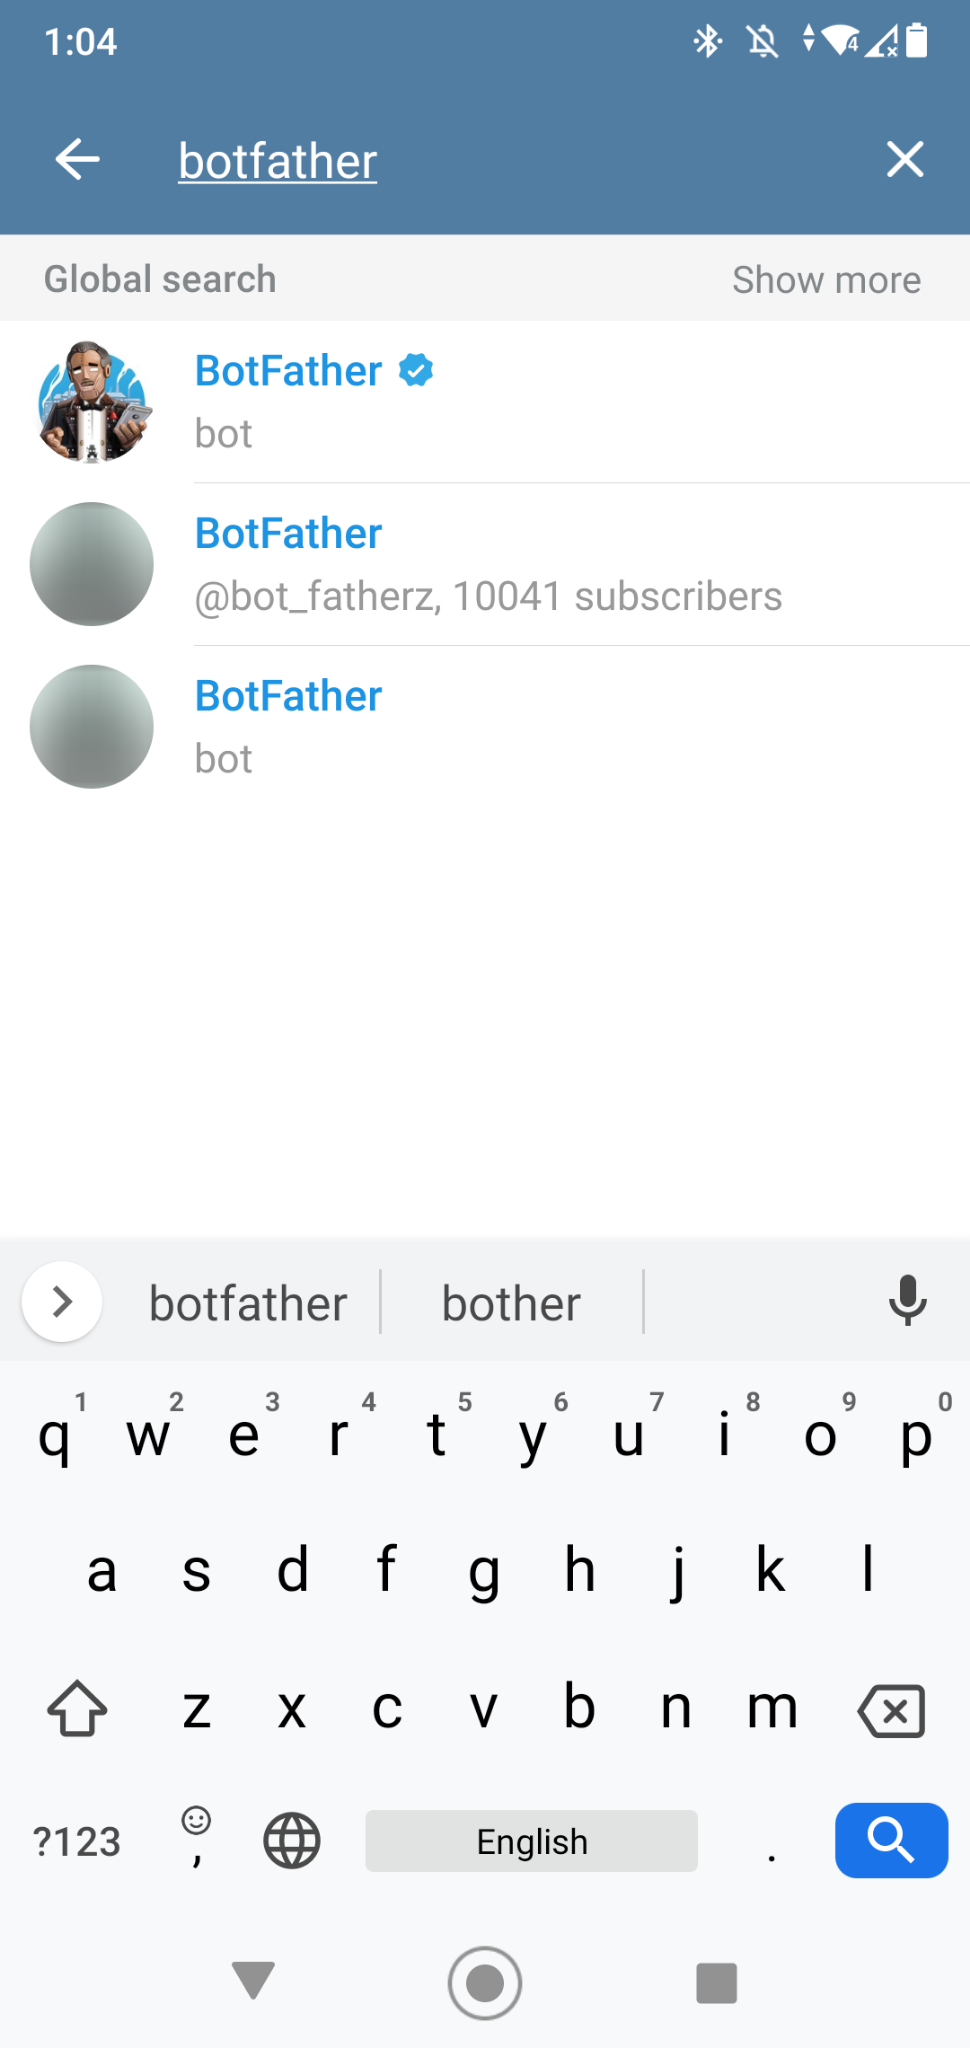 1:04
4
botfather
Global search
Show more
BotFather
bot
BotFather
@bot_fatherz, 10041 subscribers
BotFather
bot
botfather
bother
1 2 3 4 5 6 7 8 9 0
q w e r t y u i o p
a s d f g h j k l
z x c v b n m
?123
,
English
.